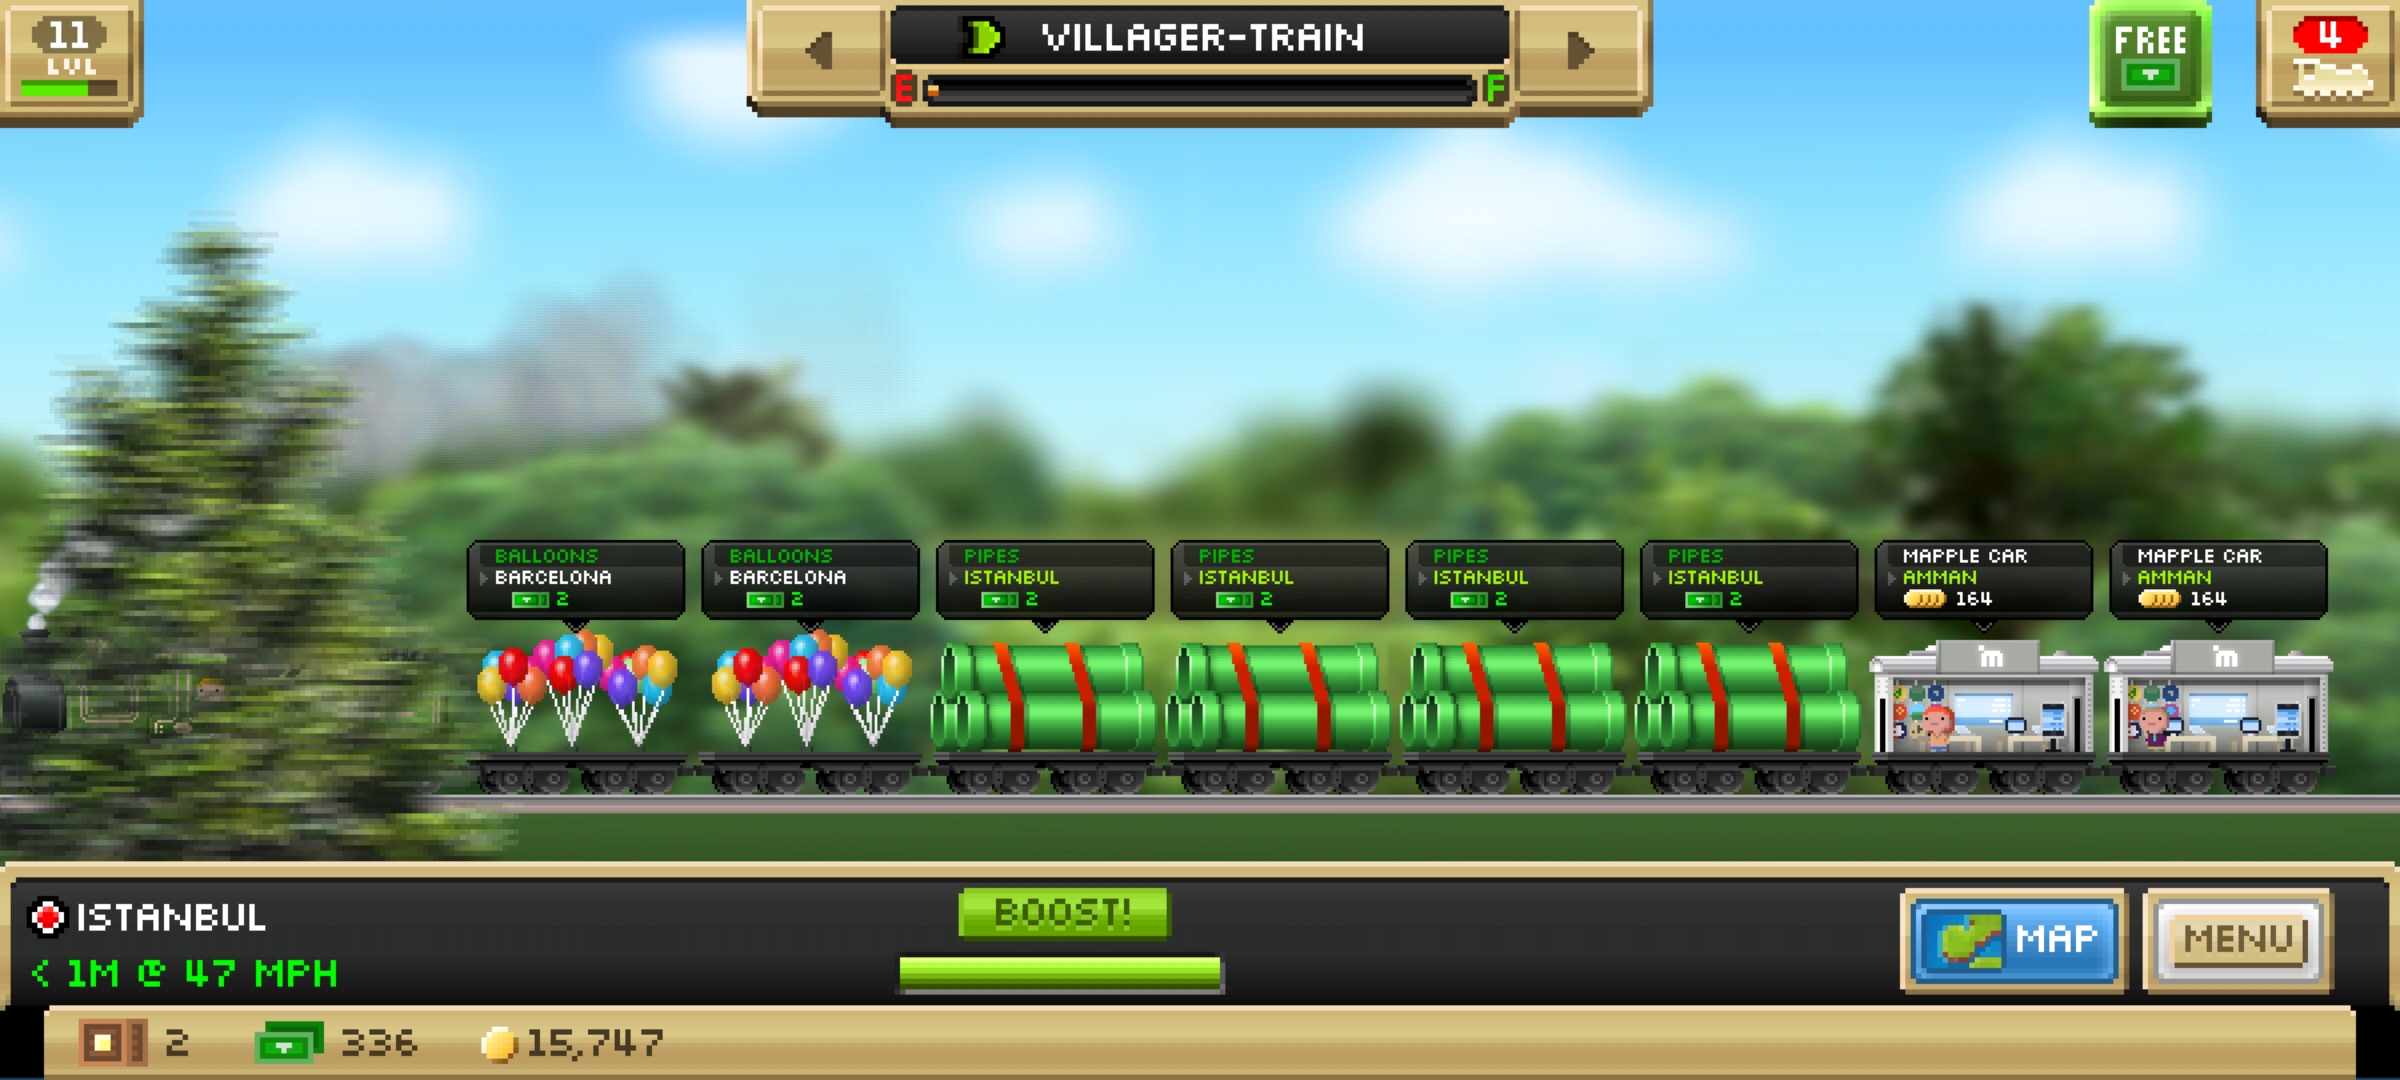 11
LVL
VILLAGER-TRAIN
E F
FREE
4
BALLOONS
BARCELONA
2
BALLOONS
BARCELONA
2
PIPES
ISTANBUL
2
PIPES
ISTANBUL
2
PIPES
ISTANBUL
2
PIPES
ISTANBUL
2
MAPPLE CAR
AMMAN
164
MAPPLE CAR
AMMAN
164
m
m
ISTANBUL
< 1M @ 47 MPH
BOOST!
MAP
MENU
2
336
15,747